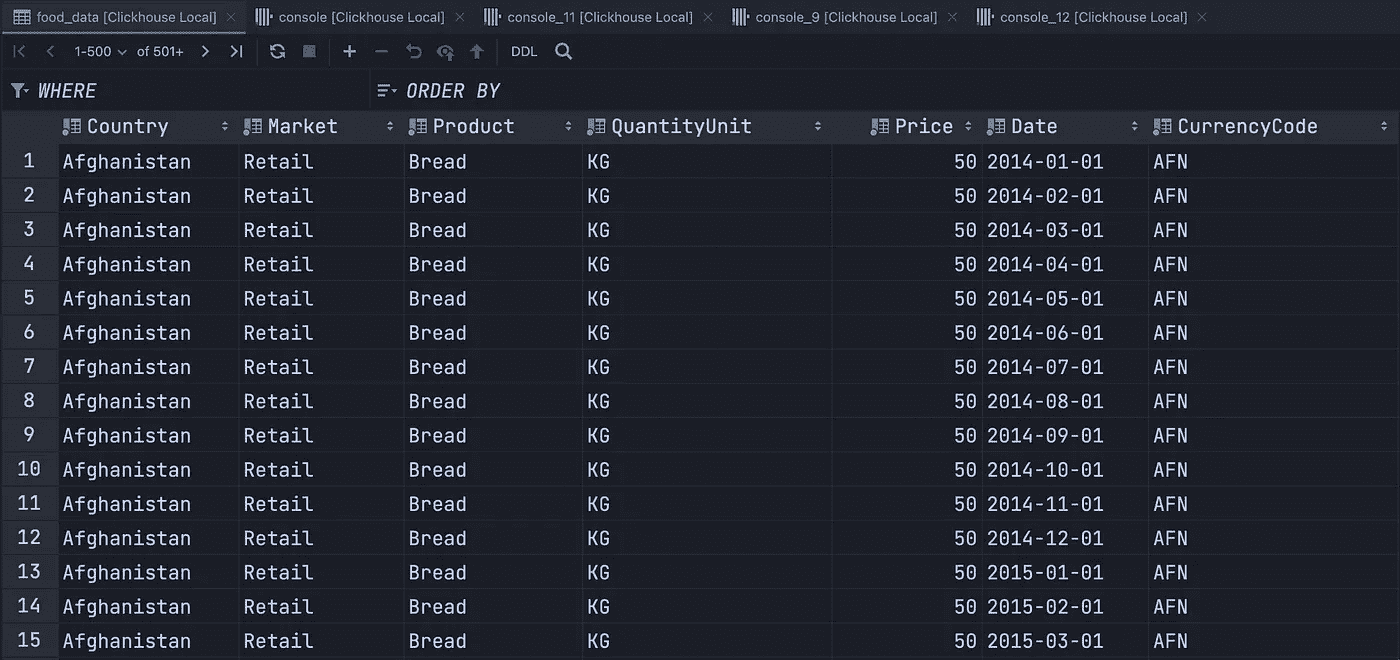 food_data [Clickhouse Local] console [Clickhouse Local] console_11 [Clickhouse Local] console_9 [Clickhouse Local] console_12 [Clickhouse Local]
1-500 of 501+ DDL
WHERE ORDER BY
Country Market Product QuantityUnit Price Date CurrencyCode
1 Afghanistan Retail Bread KG 50 2014-01-01 AFN
2 Afghanistan Retail Bread KG 50 2014-02-01 AFN
3 Afghanistan Retail Bread KG 50 2014-03-01 AFN
4 Afghanistan Retail Bread KG 50 2014-04-01 AFN
5 Afghanistan Retail Bread KG 50 2014-05-01 AFN
6 Afghanistan Retail Bread KG 50 2014-06-01 AFN
7 Afghanistan Retail Bread KG 50 2014-07-01 AFN
8 Afghanistan Retail Bread KG 50 2014-08-01 AFN
9 Afghanistan Retail Bread KG 50 2014-09-01 AFN
10 Afghanistan Retail Bread KG 50 2014-10-01 AFN
11 Afghanistan Retail Bread KG 50 2014-11-01 AFN
12 Afghanistan Retail Bread KG 50 2014-12-01 AFN
13 Afghanistan Retail Bread KG 50 2015-01-01 AFN
14 Afghanistan Retail Bread KG 50 2015-02-01 AFN
15 Afghanistan Retail Bread KG 50 2015-03-01 AFN